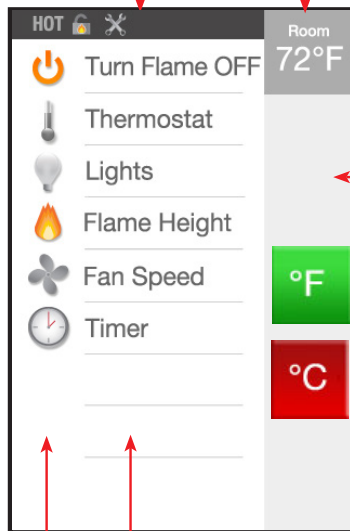 HOT
Room
72°F
Turn Flame OFF
Thermostat
Lights
Flame Height
Fan Speed
°F
Timer
°C